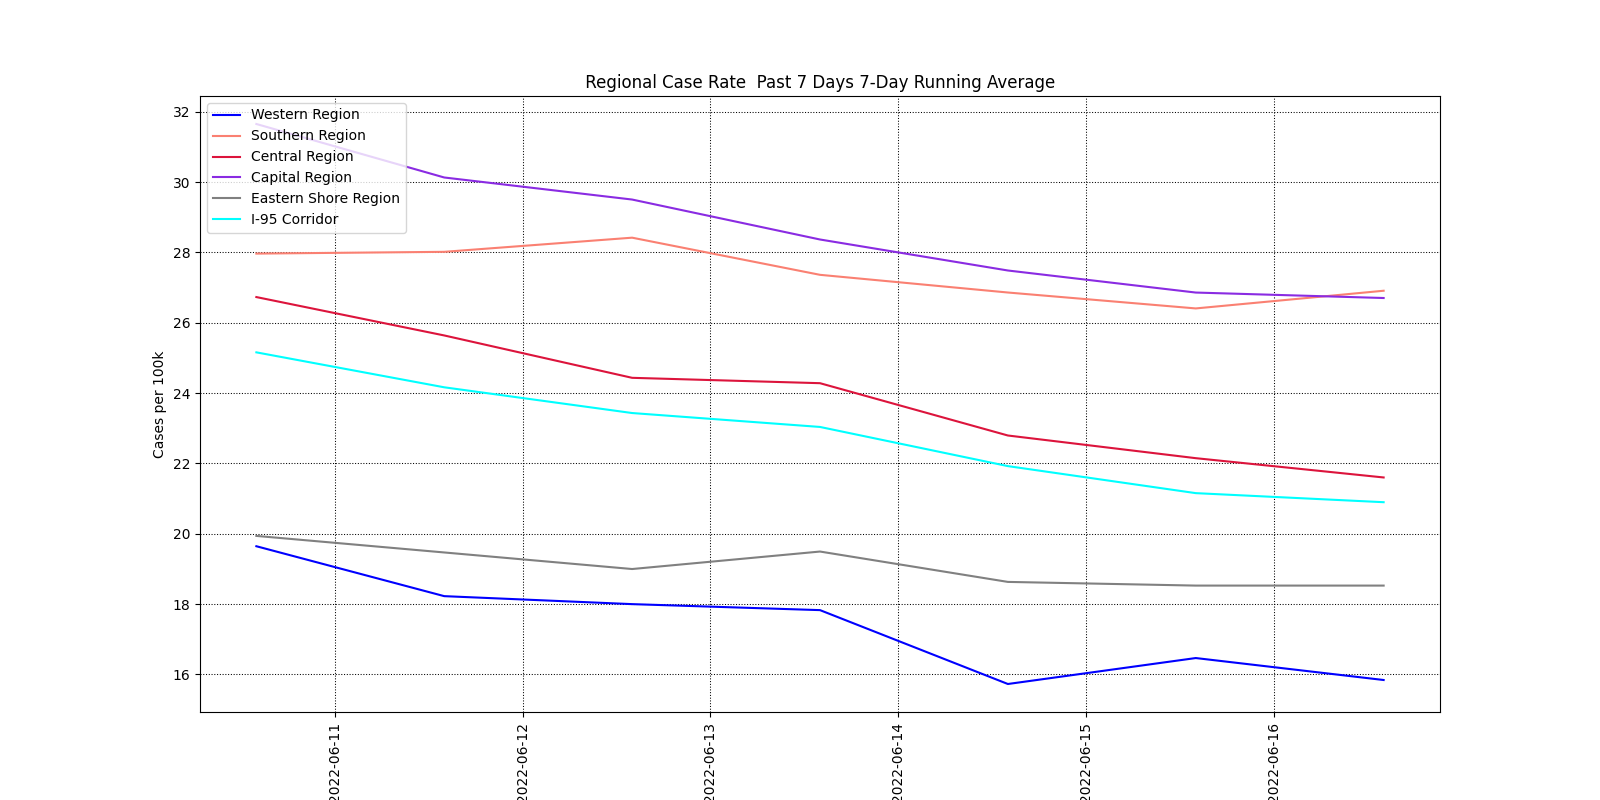 Regional Case Rate  Past 7 Days 7-Day Running Average
Western Region
Southern Region
Central Region
Capital Region
Eastern Shore Region
I-95 Corridor
Cases per 100k
32
30
28
26
24
22
20
18
16
2022-06-11
2022-06-12
2022-06-13
2022-06-14
2022-06-15
2022-06-16